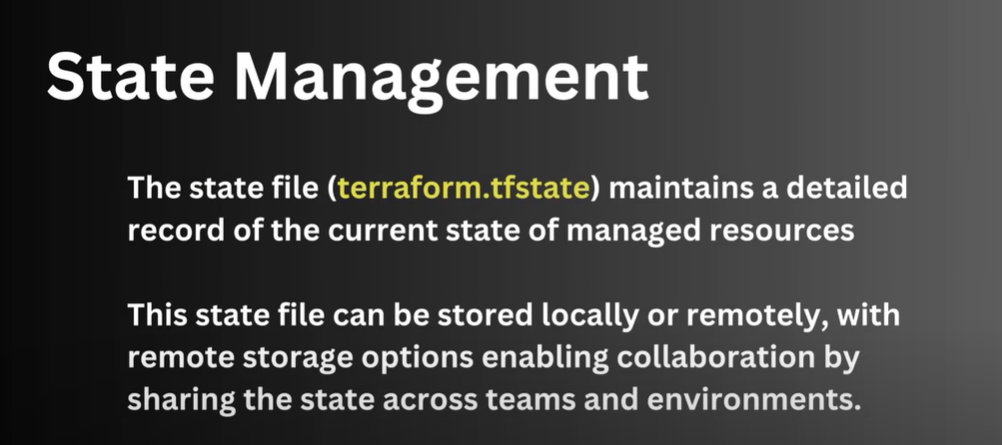 State Management
The state file (terraform.tfstate) maintains a detailed
record of the current state of managed resources
This state file can be stored locally or remotely, with
remote storage options enabling collaboration by
sharing the state across teams and environments.